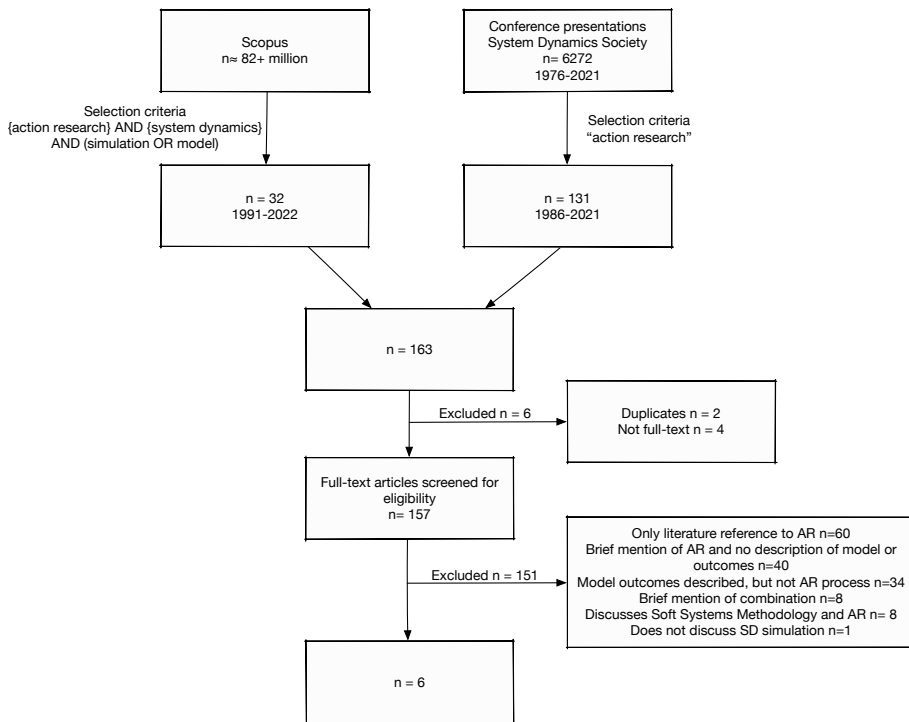 Scopus
n≈ 82+ million
Conference presentations
System Dynamics Society
n= 6272
1976-2021
Selection criteria
{action research} AND {system dynamics}
AND (simulation OR model)
Selection criteria
“action research”
n = 32
1991-2022
n = 131
1986-2021
n = 163
Excluded n = 6
Duplicates n = 2
Not full-text n = 4
Full-text articles screened for
eligibility
n= 157
Excluded n = 151
Only literature reference to AR n=60
Brief mention of AR and no description of model or
outcomes n=40
Model outcomes described, but not AR process n=34
Brief mention of combination n=8
Discusses Soft Systems Methodology and AR n= 8
Does not discuss SD simulation n=1
n = 6